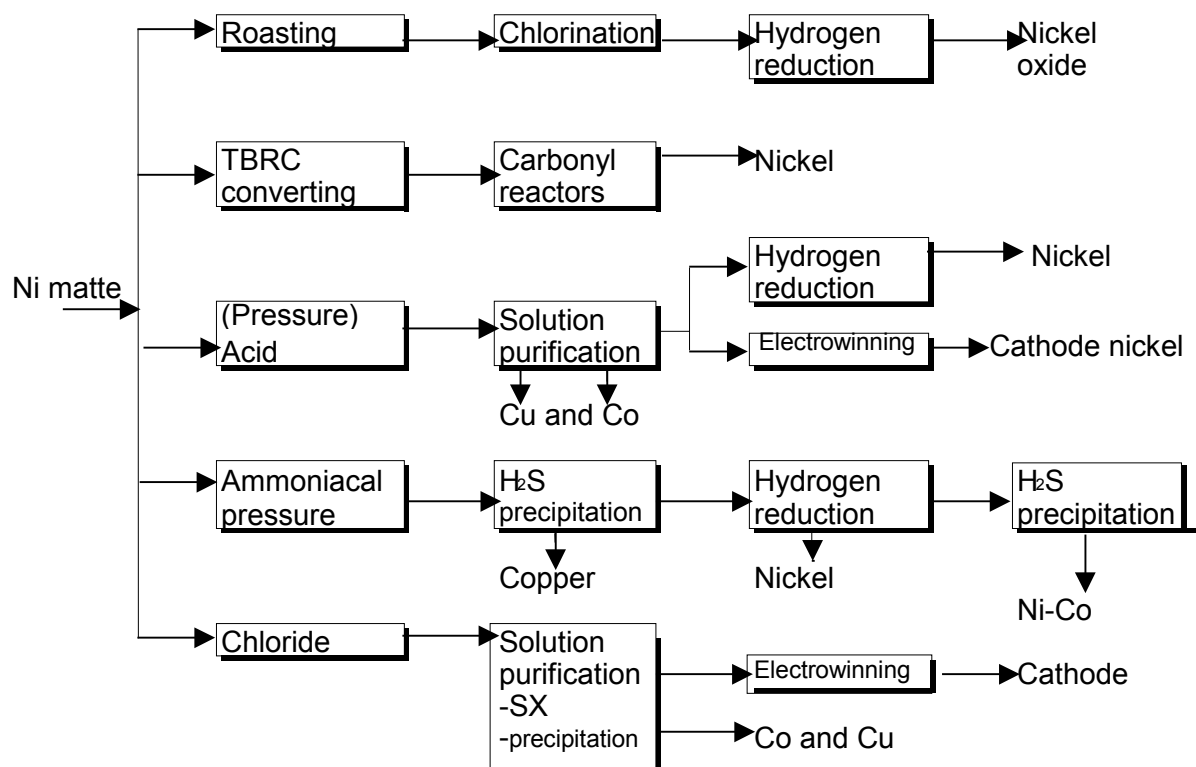 Roasting
Chlorination
Hydrogen
reduction
Nickel
oxide
TBRC
converting
Carbonyl
reactors
Nickel
Ni matte
(Pressure)
Acid
Solution
purification
Hydrogen
reduction
Nickel
Electrowinning
Cathode nickel
Cu and Co
Ammoniacal
pressure
H₂S
precipitation
Hydrogen
reduction
H₂S
precipitation
Copper
Nickel
Ni-Co
Chloride
Solution
purification
-SX
-precipitation
Electrowinning
Cathode
Co and Cu